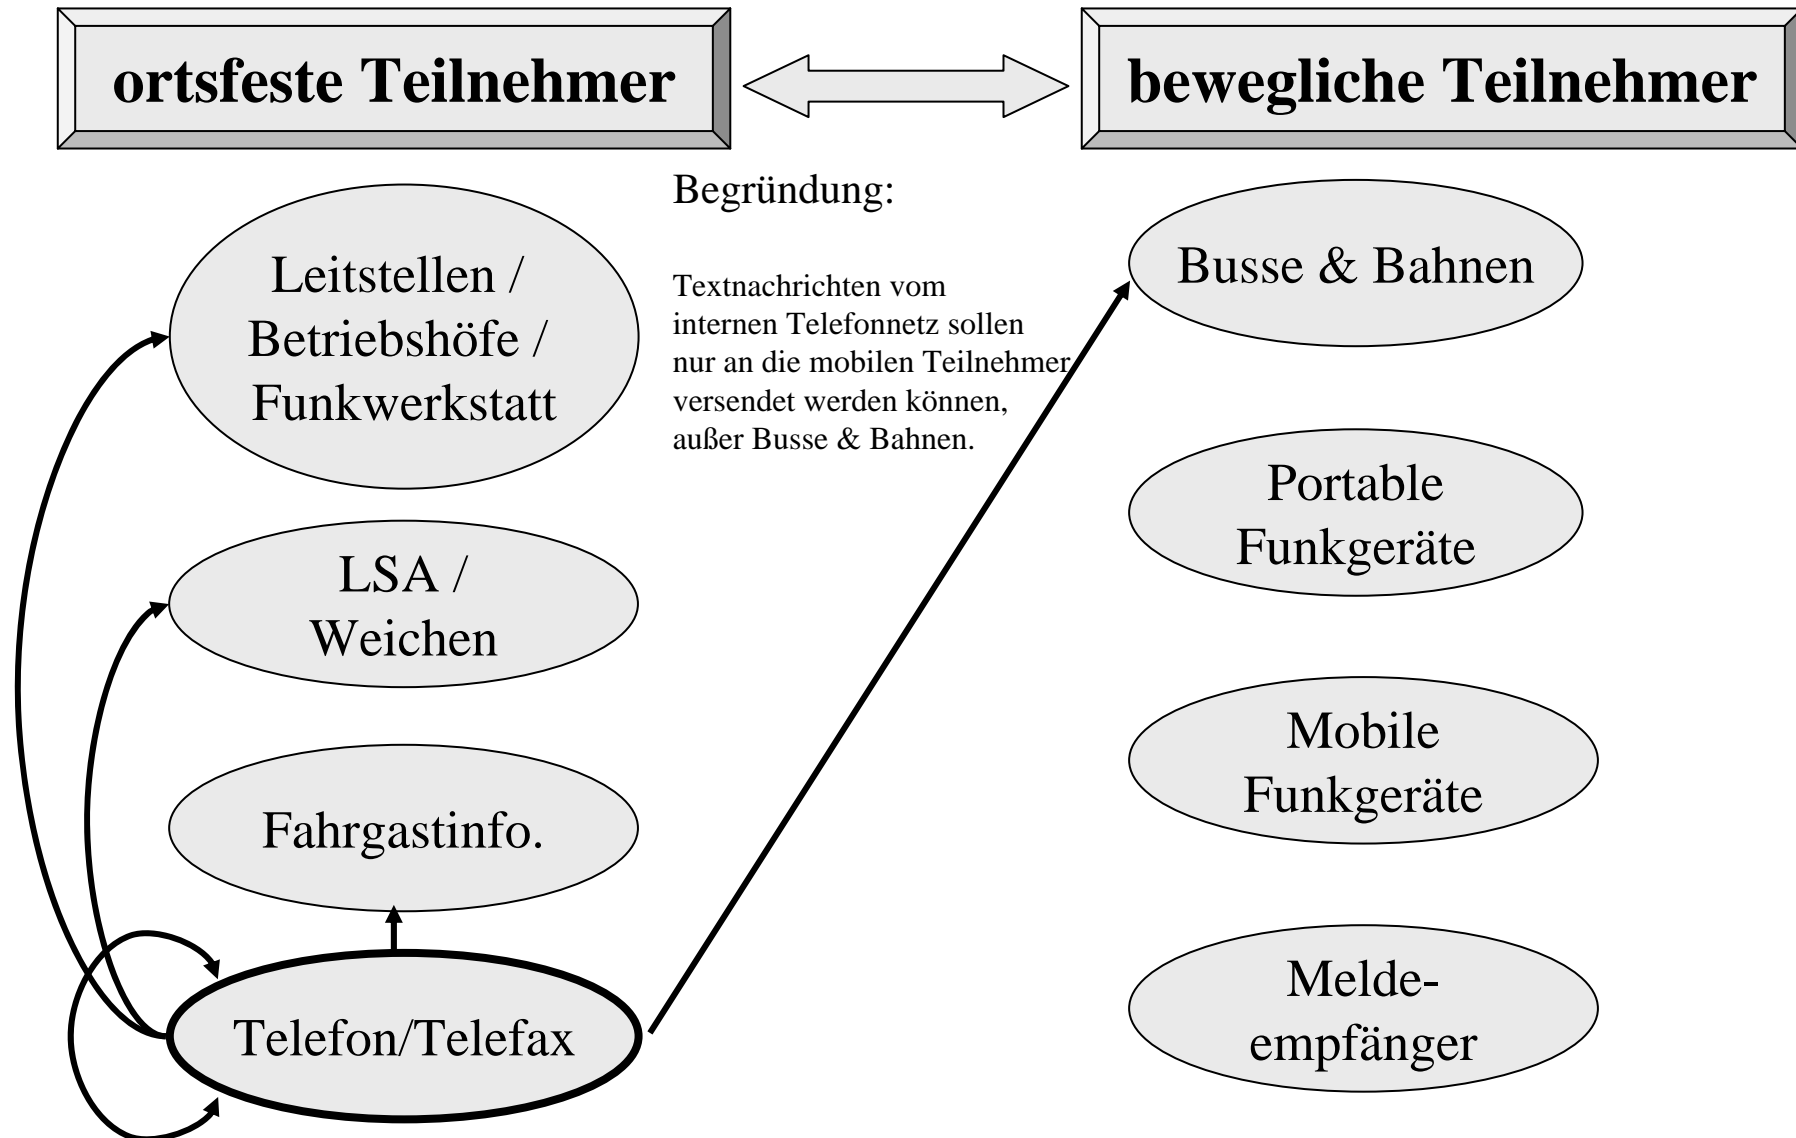 ortsfeste Teilnehmer
bewegliche Teilnehmer
Leitstellen /
Betriebshöfe /
Funkwerkstatt
LSA /
Weichen
Fahrgastinfo.
Telefon/Telefax
Begründung:
Textnachrichten vom
internen Telefonnetz sollen
nur an die mobilen Teilnehmer
versendet werden können,
außer Busse & Bahnen.
Busse & Bahnen
Portable
Funkgeräte
Mobile
Funkgeräte
Melde-
empfänger